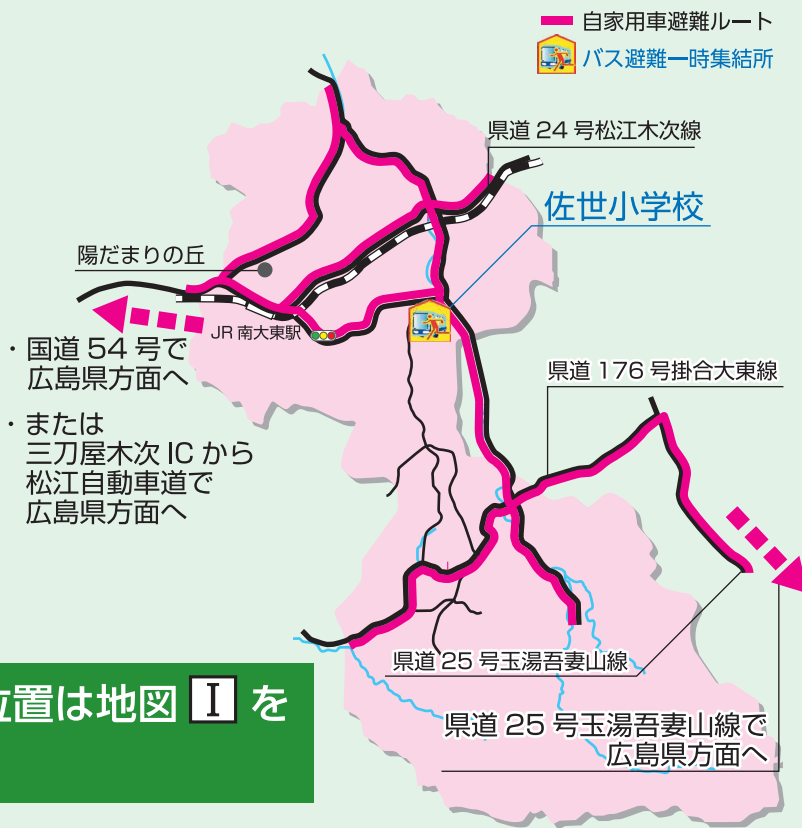 自家用車避難ルート
バス避難一時集結所
県道 24 号松江木次線
佐世小学校
陽だまりの丘
JR 南大東駅
・国道 54 号で
広島県方面へ
・または
三刀屋木次 IC から
松江自動車道で
広島県方面へ
県道 176 号掛合大東線
県道 25 号玉湯吾妻山線
県道 25 号玉湯吾妻山線で
広島県方面へ
位置は地図 I を